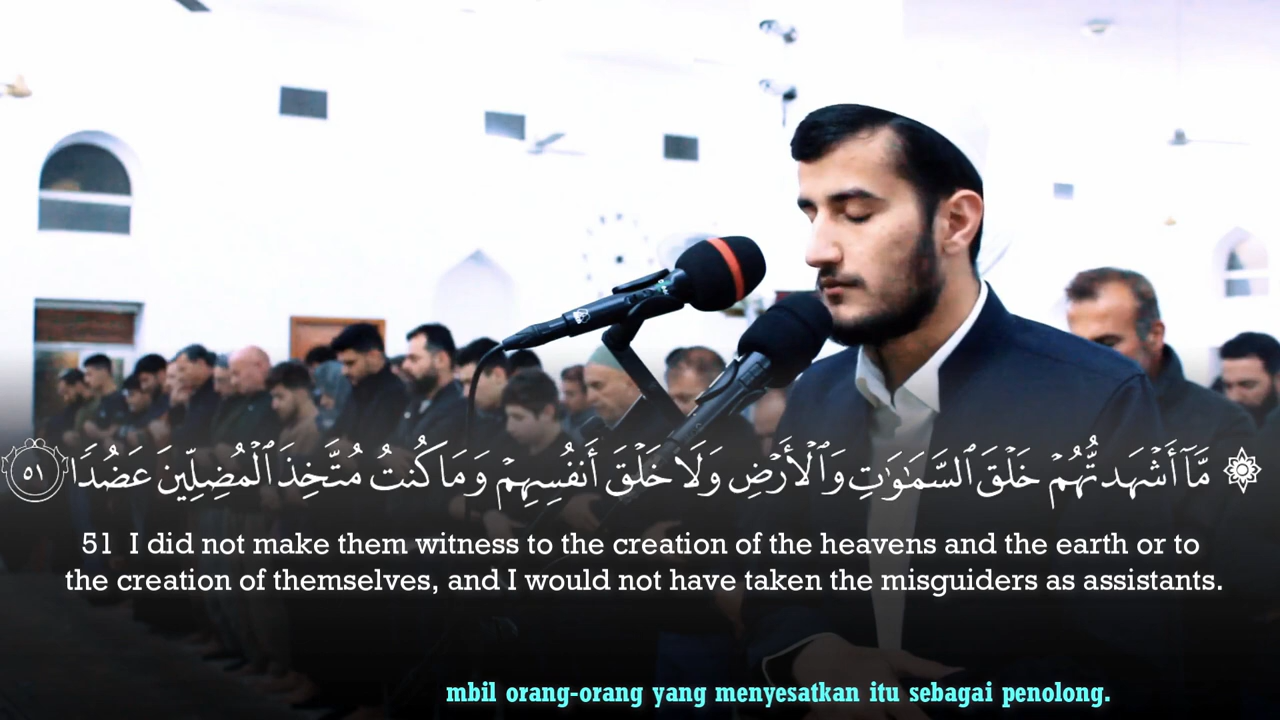 ۞ مَّآ أَشْهَدتُّهُمْ خَلْقَ ٱلسَّمَـٰوَٰتِ وَٱلْأَرْضِ وَلَا خَلْقَ أَنفُسِهِمْ وَمَا كُنتُ مُتَّخِذَ ٱلْمُضِلِّينَ عَضُدًا ٥١
51 I did not make them witness to the creation of the heavens and the earth or to
the creation of themselves, and I would not have taken the misguiders as assistants.
mbil orang-orang yang menyesatkan itu sebagai penolong.